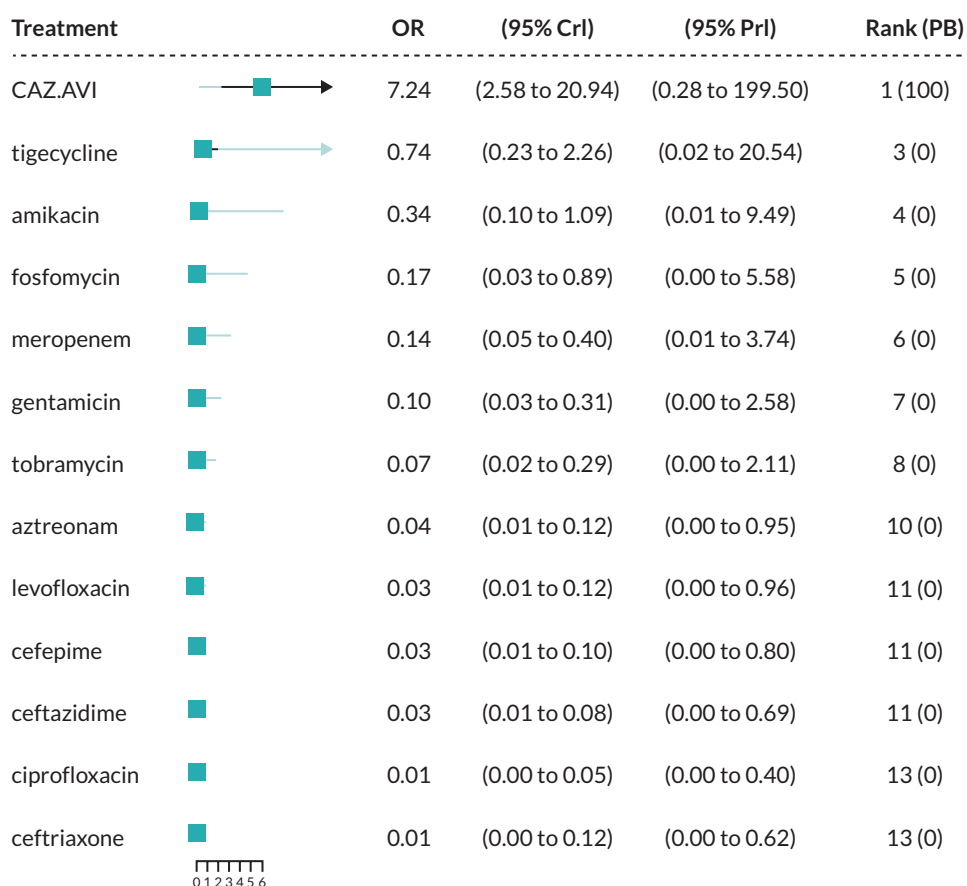 Treatment OR (95% CrI) (95% PrI) Rank (PB)
CAZ.AVI 7.24 (2.58 to 20.94) (0.28 to 199.50) 1 (100)
tigecycline 0.74 (0.23 to 2.26) (0.02 to 20.54) 3 (0)
amikacin 0.34 (0.10 to 1.09) (0.01 to 9.49) 4 (0)
fosfomycin 0.17 (0.03 to 0.89) (0.00 to 5.58) 5 (0)
meropenem 0.14 (0.05 to 0.40) (0.01 to 3.74) 6 (0)
gentamicin 0.10 (0.03 to 0.31) (0.00 to 2.58) 7 (0)
tobramycin 0.07 (0.02 to 0.29) (0.00 to 2.11) 8 (0)
aztreonam 0.04 (0.01 to 0.12) (0.00 to 0.95) 10 (0)
levofloxacin 0.03 (0.01 to 0.12) (0.00 to 0.96) 11 (0)
cefepime 0.03 (0.01 to 0.10) (0.00 to 0.80) 11 (0)
ceftazidime 0.03 (0.01 to 0.08) (0.00 to 0.69) 11 (0)
ciprofloxacin 0.01 (0.00 to 0.05) (0.00 to 0.40) 13 (0)
ceftriaxone 0.01 (0.00 to 0.12) (0.00 to 0.62) 13 (0)
0 1 2 3 4 5 6